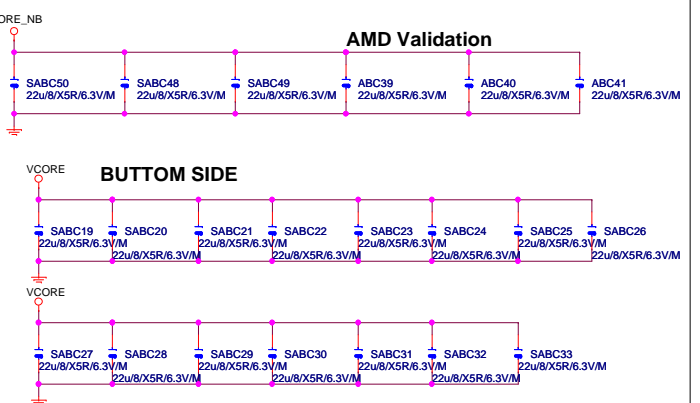 ORE_NB
AMD Validation
SABC50 SABC48 SABC49 ABC39 ABC40 ABC41
22u/8/X5R/6.3V/M 22u/8/X5R/6.3V/M 22u/8/X5R/6.3V/M 22u/8/X5R/6.3V/M 22u/8/X5R/6.3V/M 22u/8/X5R/6.3V/M
VCORE BUTTOM SIDE
SABC19 SABC20 SABC21 SABC22 SABC23 SABC24 SABC25 SABC26
22u/8/X5R/6.3V/M 22u/8/X5R/6.3V/M 22u/8/X5R/6.3V/M 22u/8/X5R/6.3V/M
22u/8/X5R/6.3V/M 22u/8/X5R/6.3V/M 22u/8/X5R/6.3V/M 22u/8/X5R/6.3V/M
VCORE
SABC27 SABC28 SABC29 SABC30 SABC31 SABC32 SABC33
22u/8/X5R/6.3V/M 22u/8/X5R/6.3V/M 22u/8/X5R/6.3V/M 22u/8/X5R/6.3V/M
22u/8/X5R/6.3V/M 22u/8/X5R/6.3V/M 22u/8/X5R/6.3V/M